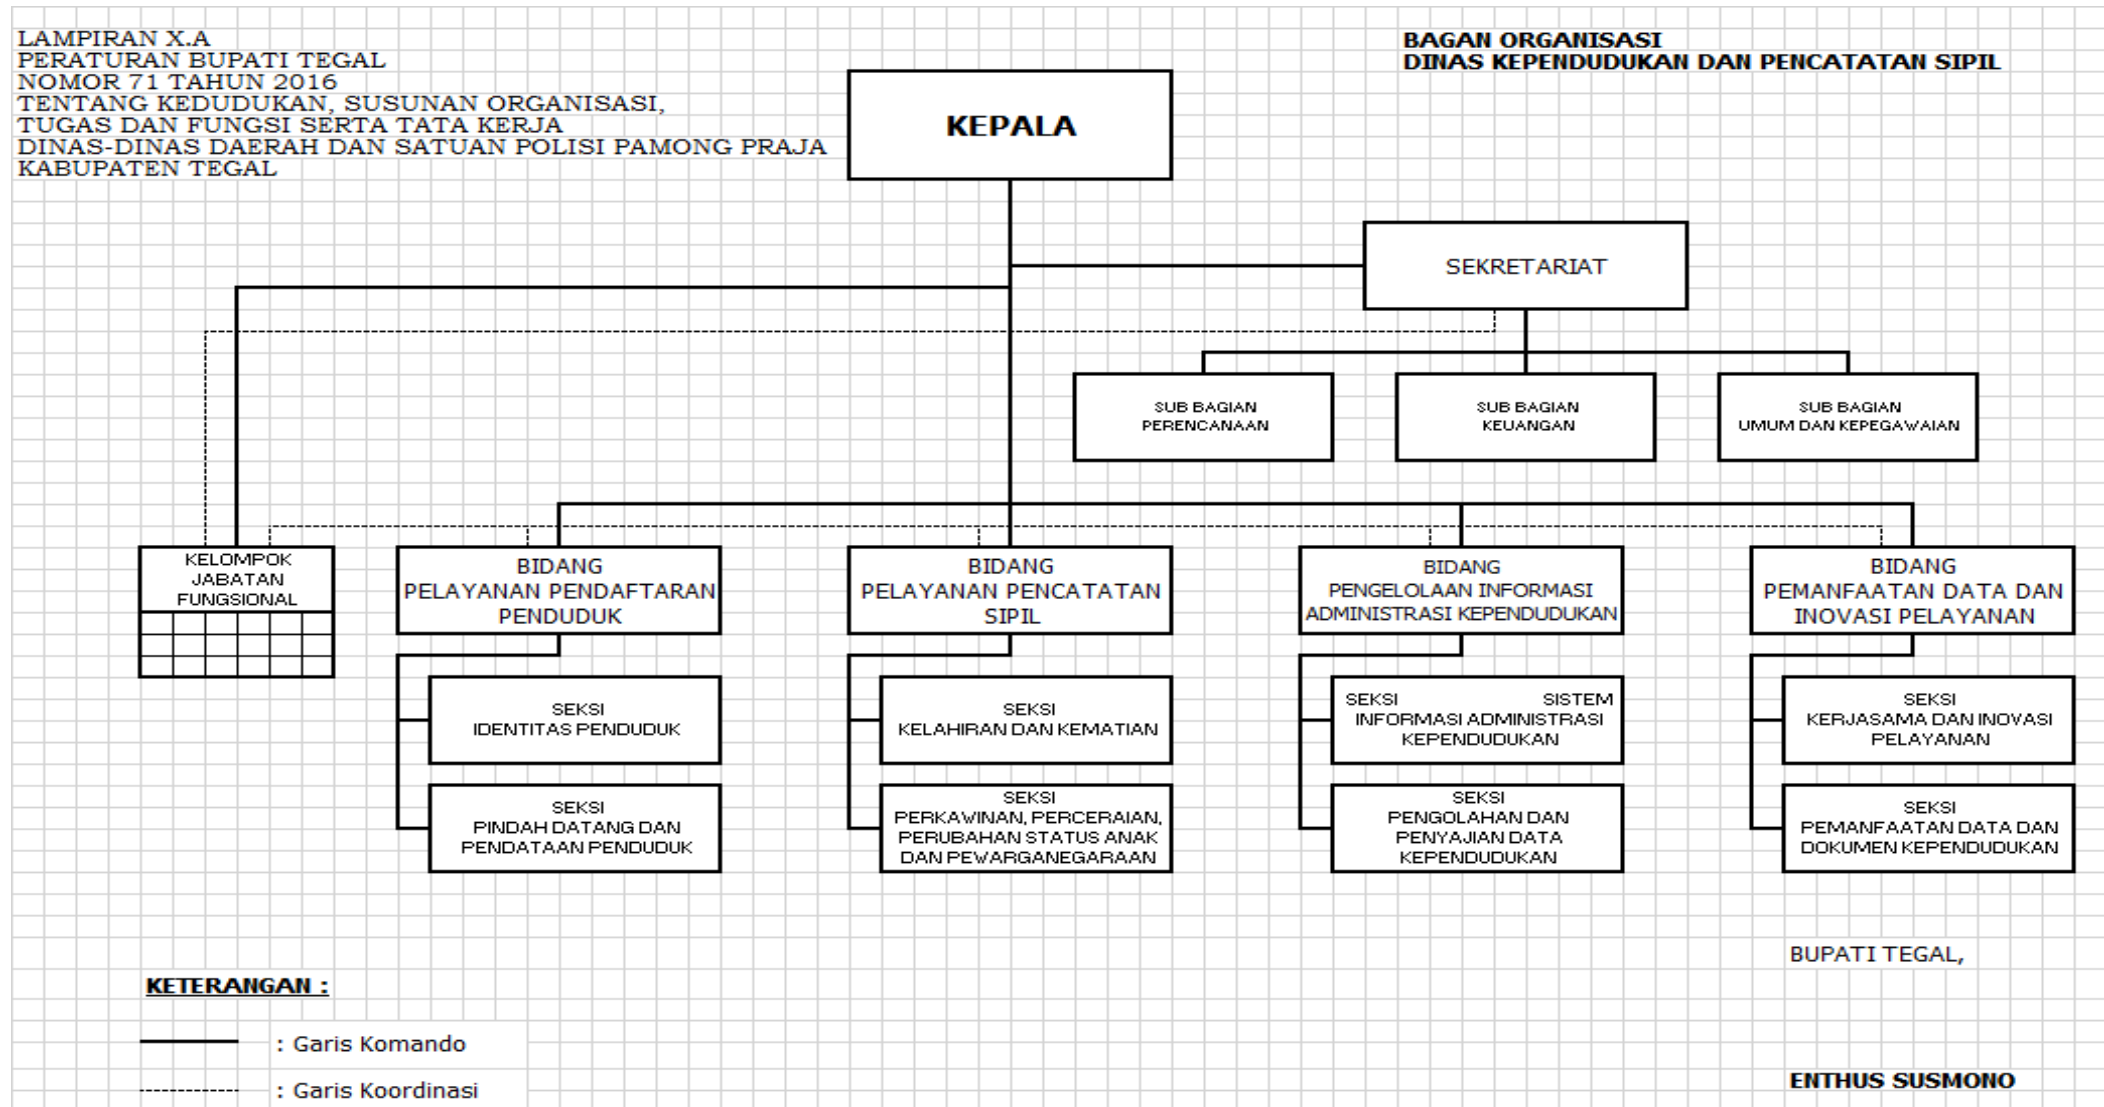 LAMPIRAN X.A
PERATURAN BUPATI TEGAL
NOMOR 71 TAHUN 2016
TENTANG KEDUDUKAN, SUSUNAN ORGANISASI,
TUGAS DAN FUNGSI SERTA TATA KERJA
DINAS-DINAS DAERAH DAN SATUAN POLISI PAMONG PRAJA
KABUPATEN TEGAL
BAGAN ORGANISASI
DINAS KEPENDUDUKAN DAN PENCATATAN SIPIL
KEPALA
SEKRETARIAT
SUB BAGIAN
PERENCANAAN
SUB BAGIAN
KEUANGAN
SUB BAGIAN
UMUM DAN KEPEGAWAIAN
KELOMPOK
JABATAN
FUNGSIONAL
BIDANG
PELAYANAN PENDAFTARAN
PENDUDUK
BIDANG
PELAYANAN PENCATATAN
SIPIL
BIDANG
PENGELOLAAN INFORMASI
ADMINISTRASI KEPENDUDUKAN
BIDANG
PEMANFAATAN DATA DAN
INOVASI PELAYANAN
SEKSI
IDENTITAS PENDUDUK
SEKSI
KELAHIRAN DAN KEMATIAN
SEKSI SISTEM
INFORMASI ADMINISTRASI
KEPENDUDUKAN
SEKSI
KERJASAMA DAN INOVASI
PELAYANAN
SEKSI
PINDAH DATANG DAN
PENDATAAN PENDUDUK
SEKSI
PERKAWINAN, PERCERAIAN,
PERUBAHAN STATUS ANAK
DAN PEWARGANEGARAAN
SEKSI
PENGOLAHAN DAN
PENYAJIAN DATA
KEPENDUDUKAN
SEKSI
PEMANFAATAN DATA DAN
DOKUMEN KEPENDUDUKAN
BUPATI TEGAL,
ENTHUS SUSMONO
KETERANGAN :
: Garis Komando
: Garis Koordinasi